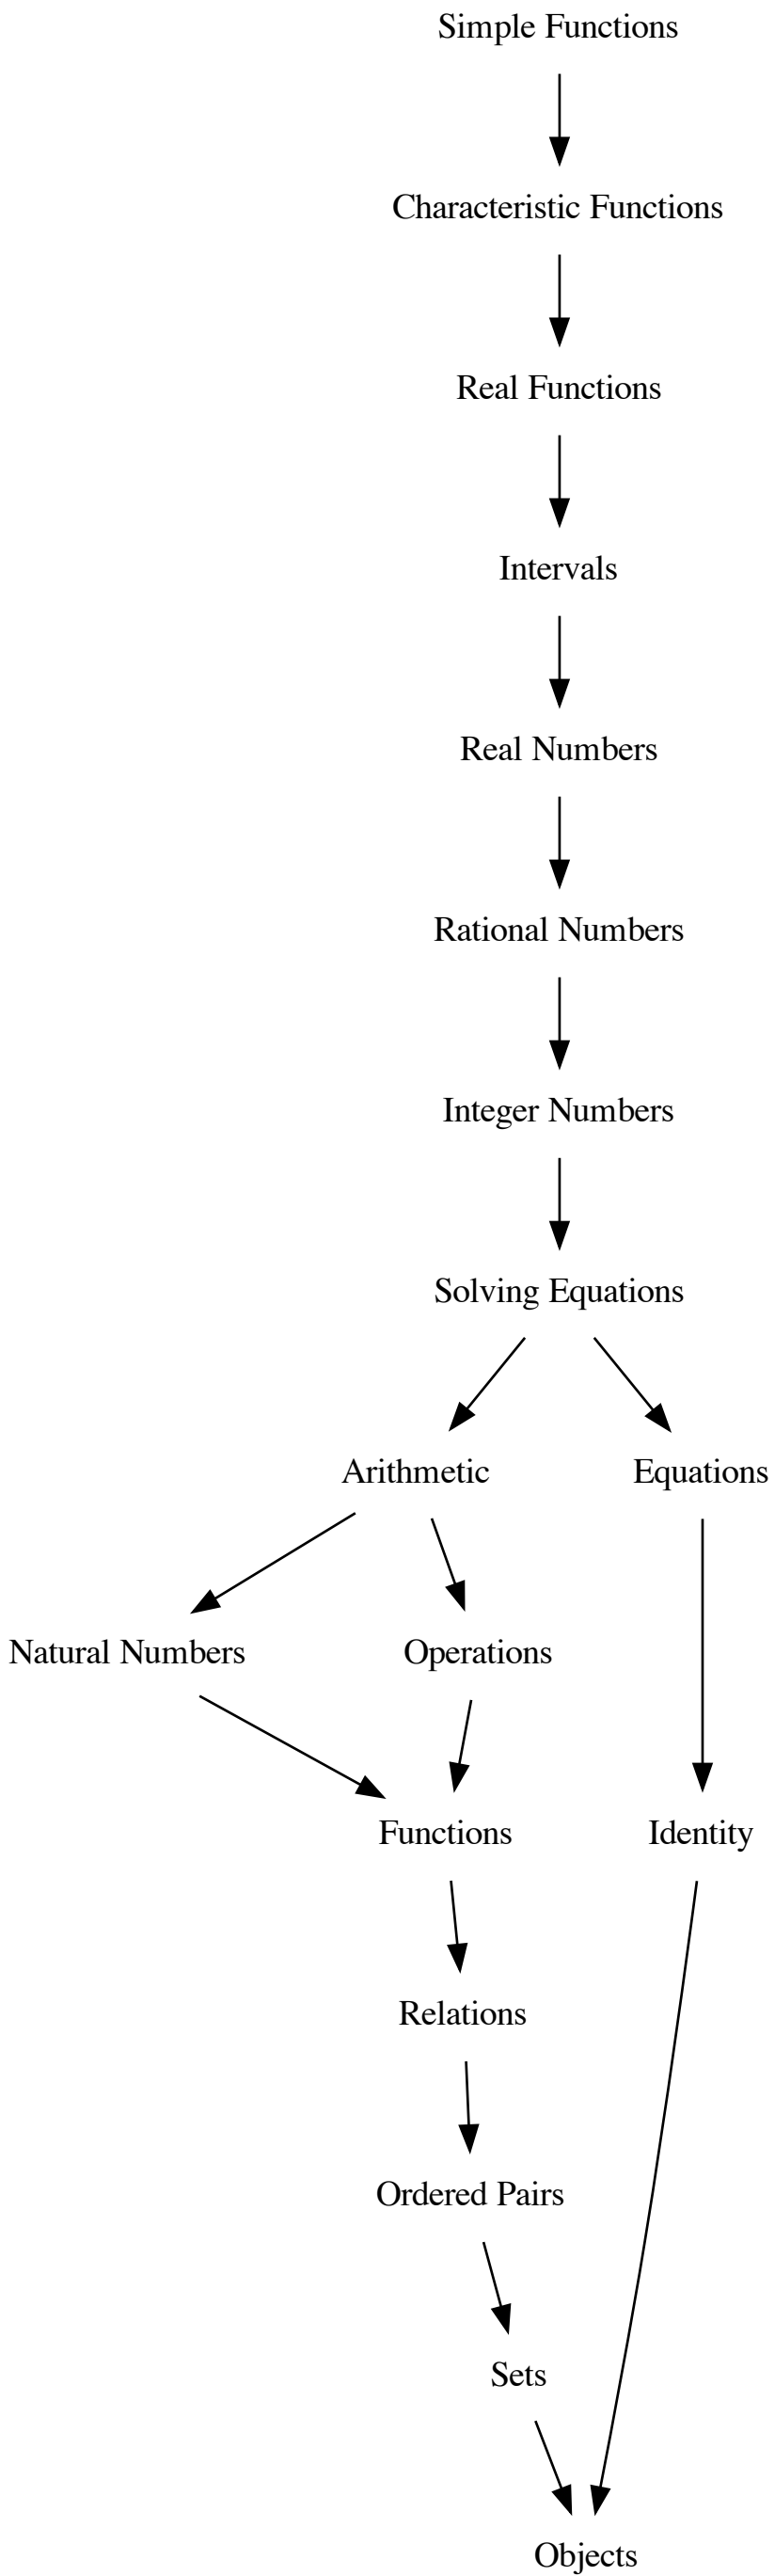 Simple Functions
Characteristic Functions
Real Functions
Intervals
Real Numbers
Rational Numbers
Integer Numbers
Solving Equations
Arithmetic
Equations
Natural Numbers
Operations
Functions
Identity
Relations
Ordered Pairs
Sets
Objects